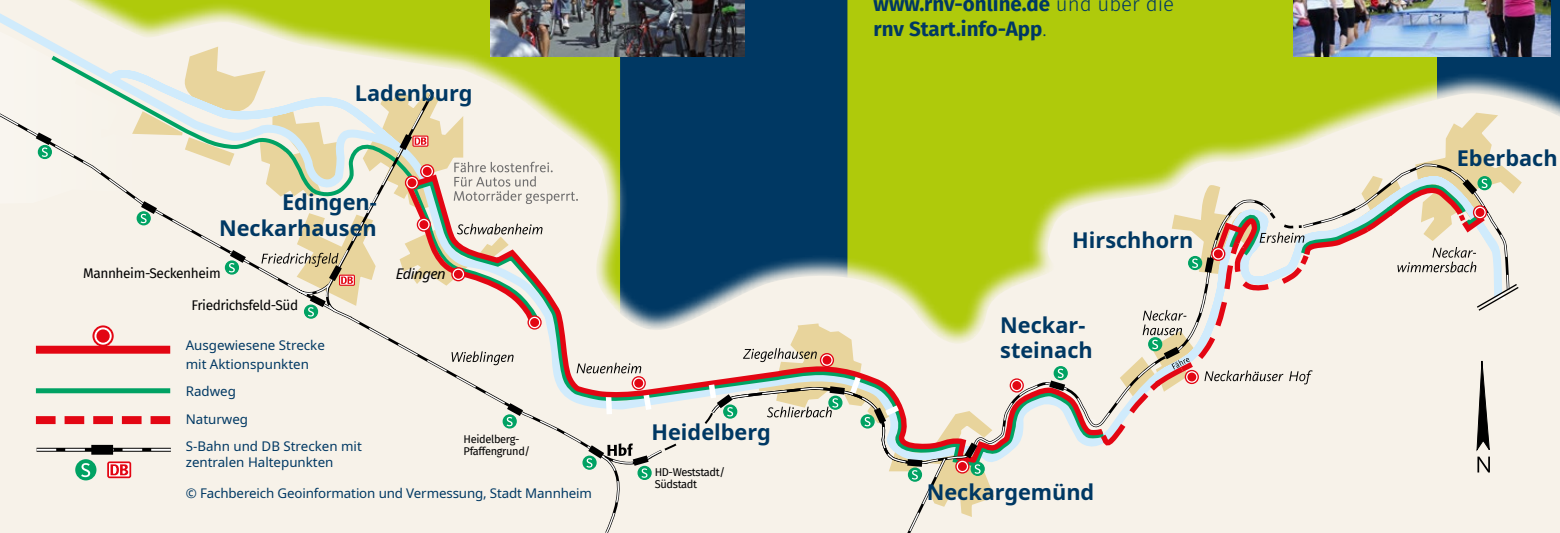 www.rnv-online.de und über die
rnv Start.info-App.
Ladenburg
DB
Fähre kostenfrei.
Für Autos und
Motorräder gesperrt.
Edingen-
Neckarhausen
Schwabenheim
Friedrichsfeld
Edingen
DB
S
S
Mannheim-Seckenheim S
Friedrichsfeld-Süd
S
Wieblingen
Neuenheim
Ziegelhausen
Schlierbach
S
S
S
Heidelberg-
Pfaffengrund/
S
Hbf
S
Heidelberg
S HD-Weststadt/
Südstadt
S
S
Neckargemünd
Neckar-
steinach
S
Neckar-
hausen
S
Fähre
Neckarhäuser Hof
Hirschhorn
S
Ersheim
Eberbach
S
Neckar-
wimmersbach
N
Ausgewiesene Strecke
mit Aktionspunkten
Radweg
Naturweg
S-Bahn und DB Strecken mit
zentralen Haltepunkten
S DB
© Fachbereich Geoinformation und Vermessung, Stadt Mannheim